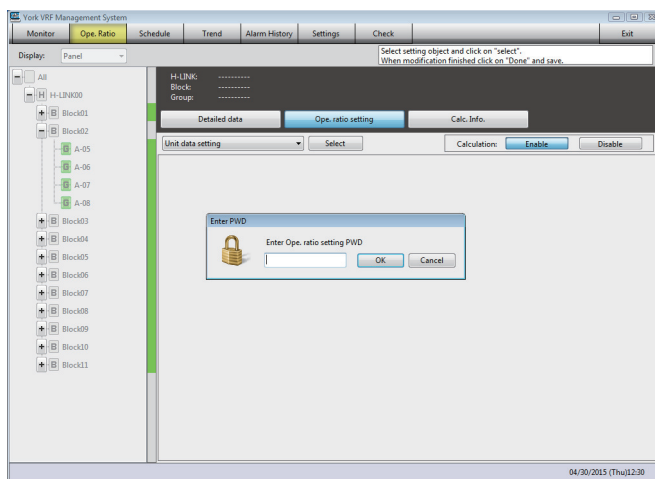 York VRF Management System
Monitor Ope. Ratio Schedule Trend Alarm History Settings Check Exit
Display: Panel
Select setting object and click on "select".
When modification finished click on "Done" and save.
All
H H-LINK00
B Block01
B Block02
G A-05
G A-06
G A-07
G A-08
B Block03
B Block04
B Block05
B Block06
B Block07
B Block08
B Block09
B Block10
B Block11
H-LINK: ----------
Block: ----------
Group: ----------
Detailed data Ope. ratio setting Calc. Info.
Unit data setting Select Calculation: Enable Disable
Enter PWD
Enter Ope. ratio setting PWD
OK Cancel
04/30/2015 (Thu)12:30